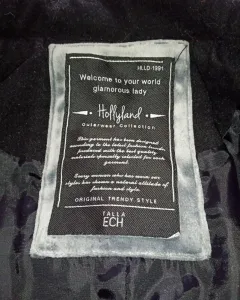 HLLD-1991
Welcome to your world
glamorous lady
Hollyland
Outerwear Collection
This garment has been designed
according to the latest fashion trends,
produced with the best quality
materials specially selected for each
garment.
Every woman who has worn our
styles has shown a natural attitude of
fashion and style.
ORIGINAL TRENDY STYLE
TALLA
ECH